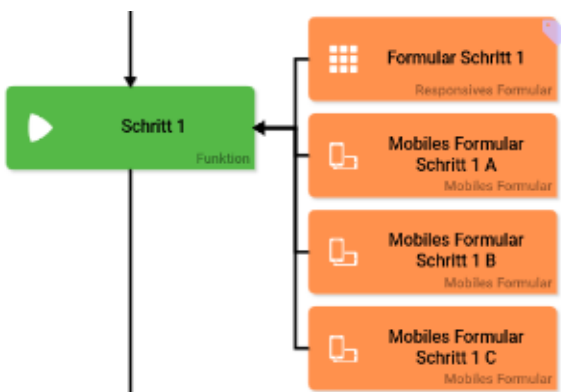 Schritt 1
Funktion
Formular Schritt 1
Responsives Formular
Mobiles Formular
Schritt 1 A
Mobiles Formular
Mobiles Formular
Schritt 1 B
Mobiles Formular
Mobiles Formular
Schritt 1 C
Mobiles Formular